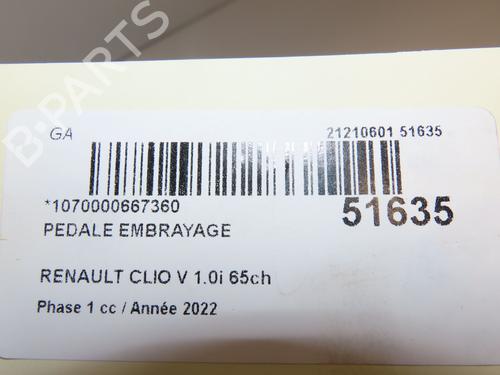 B-PARTS
GA
21210601 51635
*1070000667360
51635
PEDALE EMBRAYAGE
RENAULT CLIO V 1.0i 65ch
Phase 1 cc / Année 2022